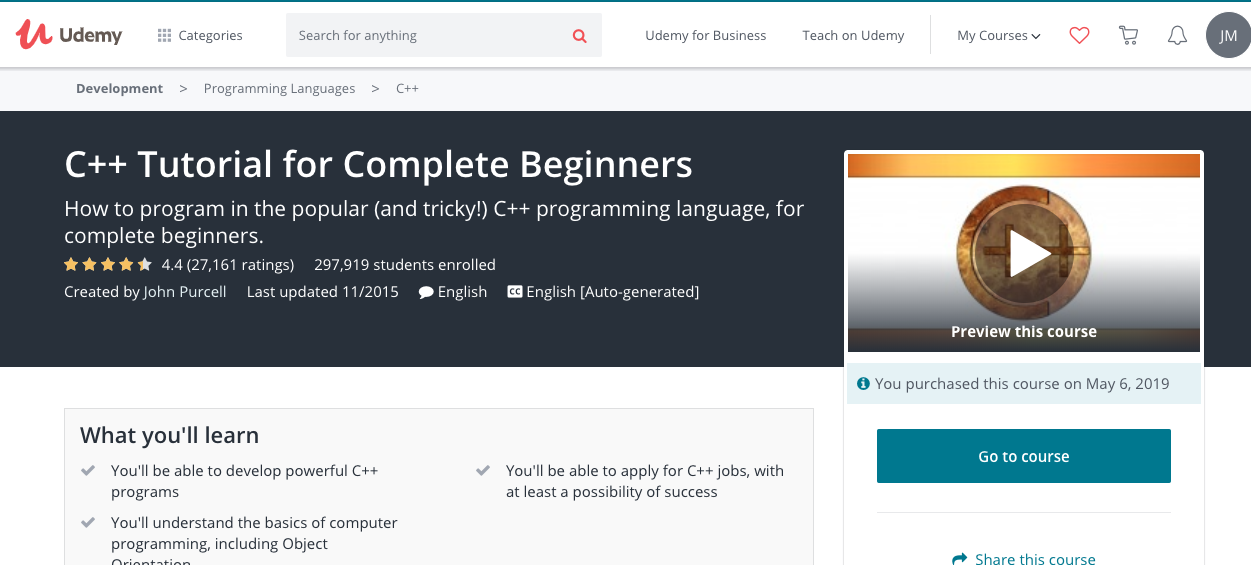 Udemy
Categories
Search for anything
Udemy for Business
Teach on Udemy
My Courses
JM
Development > Programming Languages > C++
C++ Tutorial for Complete Beginners
How to program in the popular (and tricky!) C++ programming language, for
complete beginners.
4.4 (27,161 ratings) 297,919 students enrolled
Created by John Purcell Last updated 11/2015 English CC English [Auto-generated]
Preview this course
You purchased this course on May 6, 2019
Go to course
Share this course
What you'll learn
You'll be able to develop powerful C++
programs
You'll understand the basics of computer
programming, including Object
Orientation
You'll be able to apply for C++ jobs, with
at least a possibility of success